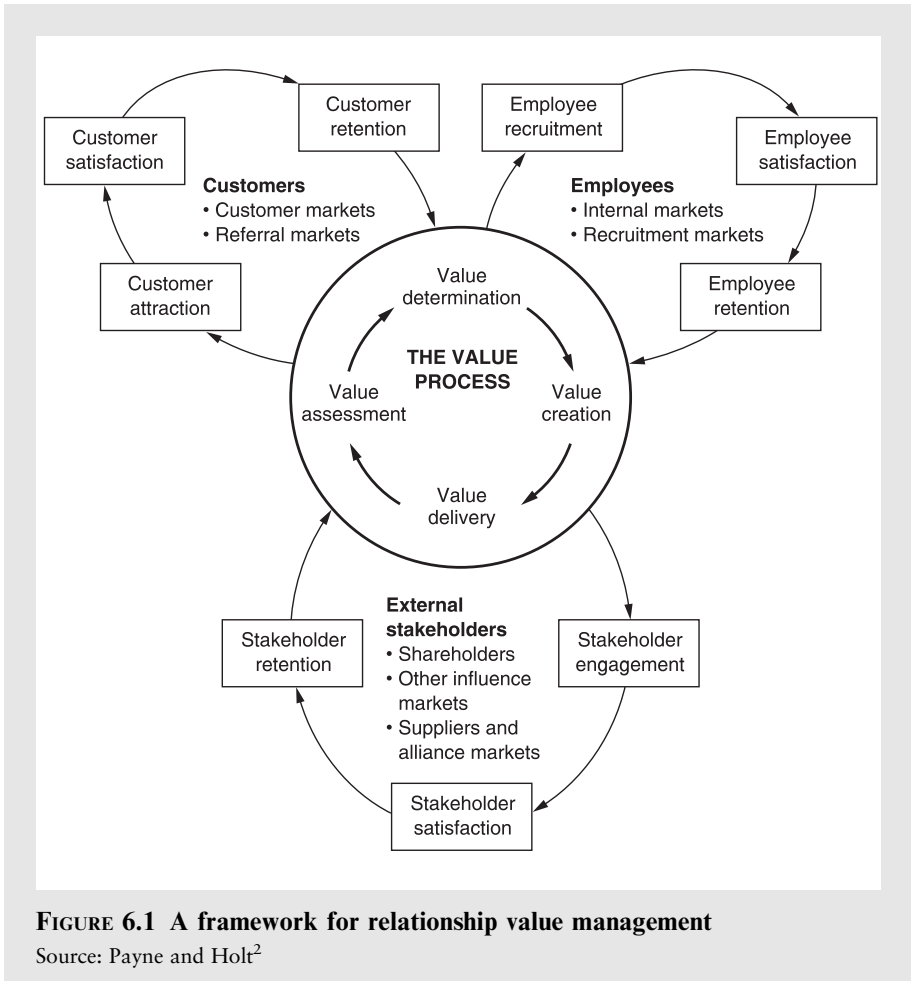 Customer
retention
Employee
recruitment
Customer
satisfaction
Employee
satisfaction
Customers
• Customer markets
• Referral markets
Employees
• Internal markets
• Recruitment markets
Customer
attraction
Employee
retention
Value
determination
THE VALUE
PROCESS
Value
assessment
Value
creation
Value
delivery
External
stakeholders
• Shareholders
• Other influence
markets
• Suppliers and
alliance markets
Stakeholder
retention
Stakeholder
engagement
Stakeholder
satisfaction
FIGURE 6.1 A framework for relationship value management
Source: Payne and Holt²